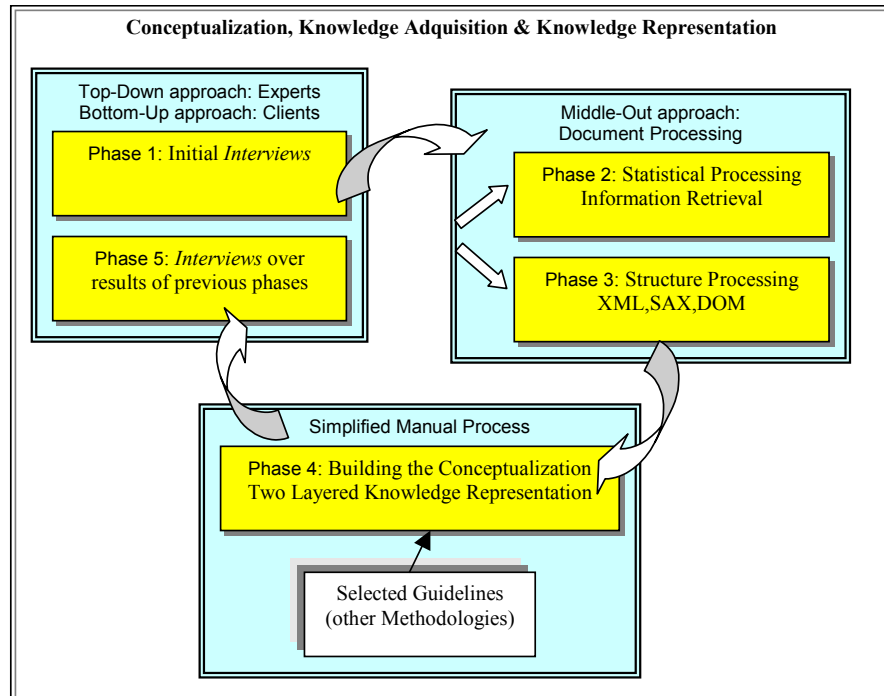 Conceptualization, Knowledge Adquisition & Knowledge Representation
Top-Down approach: Experts
Bottom-Up approach: Clients
Phase 1: Initial Interviews
Phase 5: Interviews over
results of previous phases
Middle-Out approach:
Document Processing
Phase 2: Statistical Processing
Information Retrieval
Phase 3: Structure Processing
XML,SAX,DOM
Simplified Manual Process
Phase 4: Building the Conceptualization
Two Layered Knowledge Representation
Selected Guidelines
(other Methodologies)